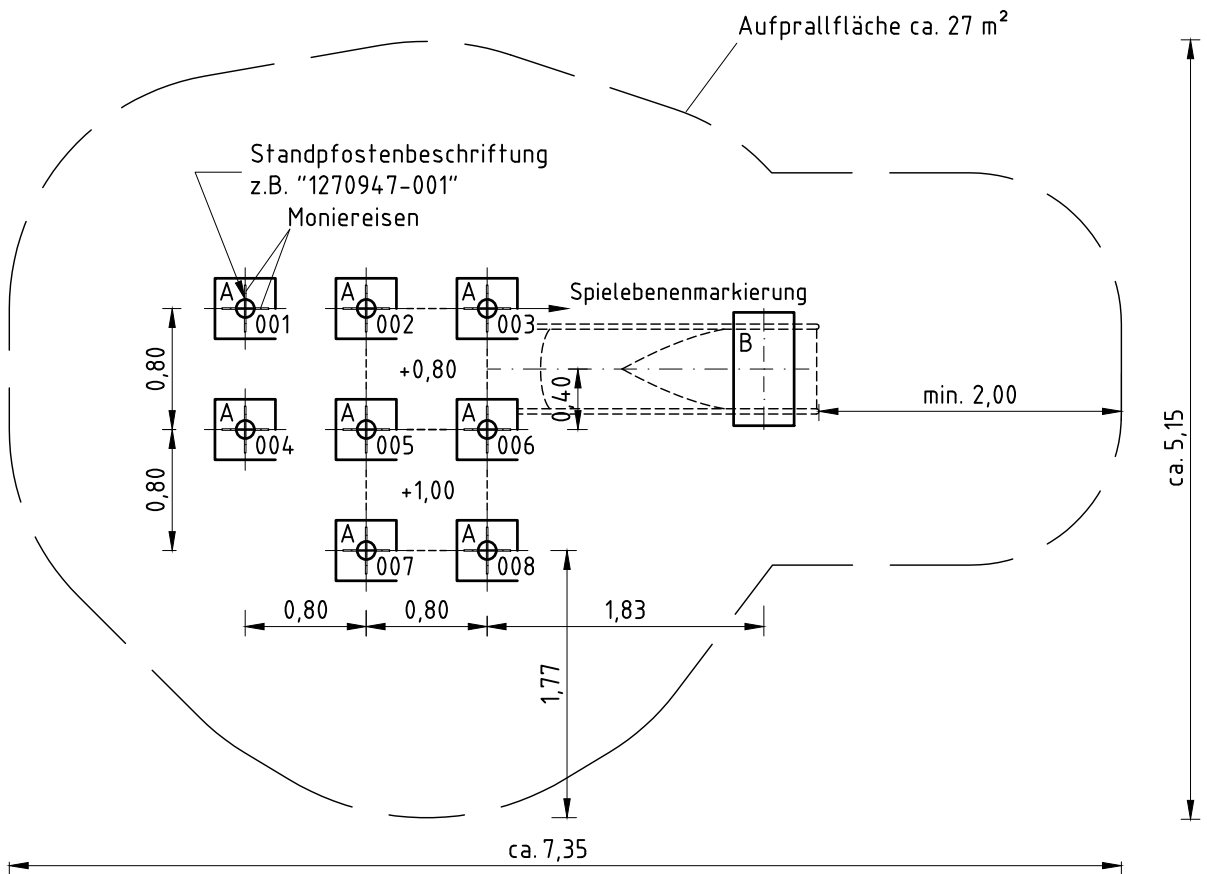 Aufprallfläche ca. 27 m²
Standpfostenbeschriftung
z.B. "1270947-001"
Moniereisen
A
A
A
Spielebenenmarkierung
001
002
003
B
0,80
+0,80
0,40
min. 2,00
A
A
A
004
005
006
ca. 5,15
0,80
+1,00
A
A
007
008
0,80
0,80
1,83
1,77
ca. 7,35